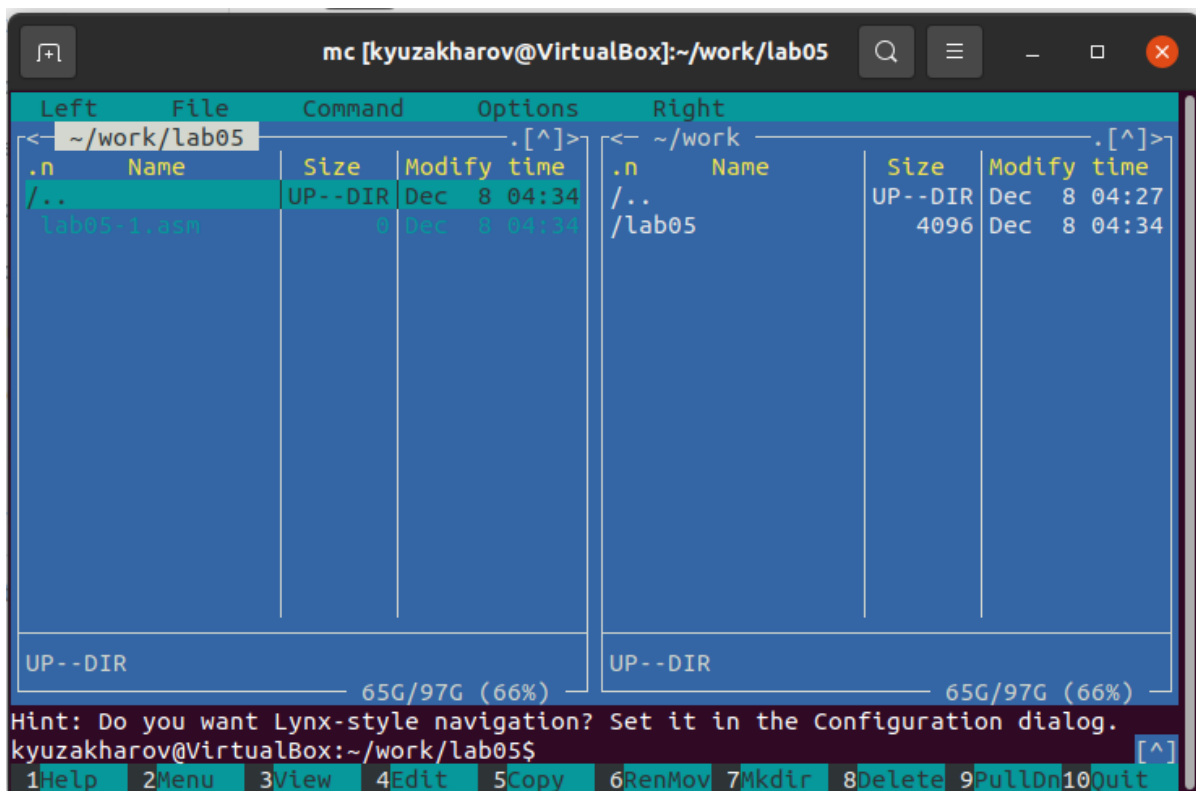 mc [kyuzakharov@VirtualBox]:~/work/lab05
Left File Command Options Right
<─ ~/work/lab05 ─.[^]>
.n Name Size Modify time
/.. UP--DIR Dec 8 04:34
lab05-1.asm 0 Dec 8 04:34
UP--DIR
65G/97G (66%)
<─ ~/work ─.[^]>
.n Name Size Modify time
/.. UP--DIR Dec 8 04:27
/lab05 4096 Dec 8 04:34
UP--DIR
65G/97G (66%)
Hint: Do you want Lynx-style navigation? Set it in the Configuration dialog.
kyuzakharov@VirtualBox:~/work/lab05$ [^]
1Help 2Menu 3View 4Edit 5Copy 6RenMov 7Mkdir 8Delete 9PullDn 10Quit